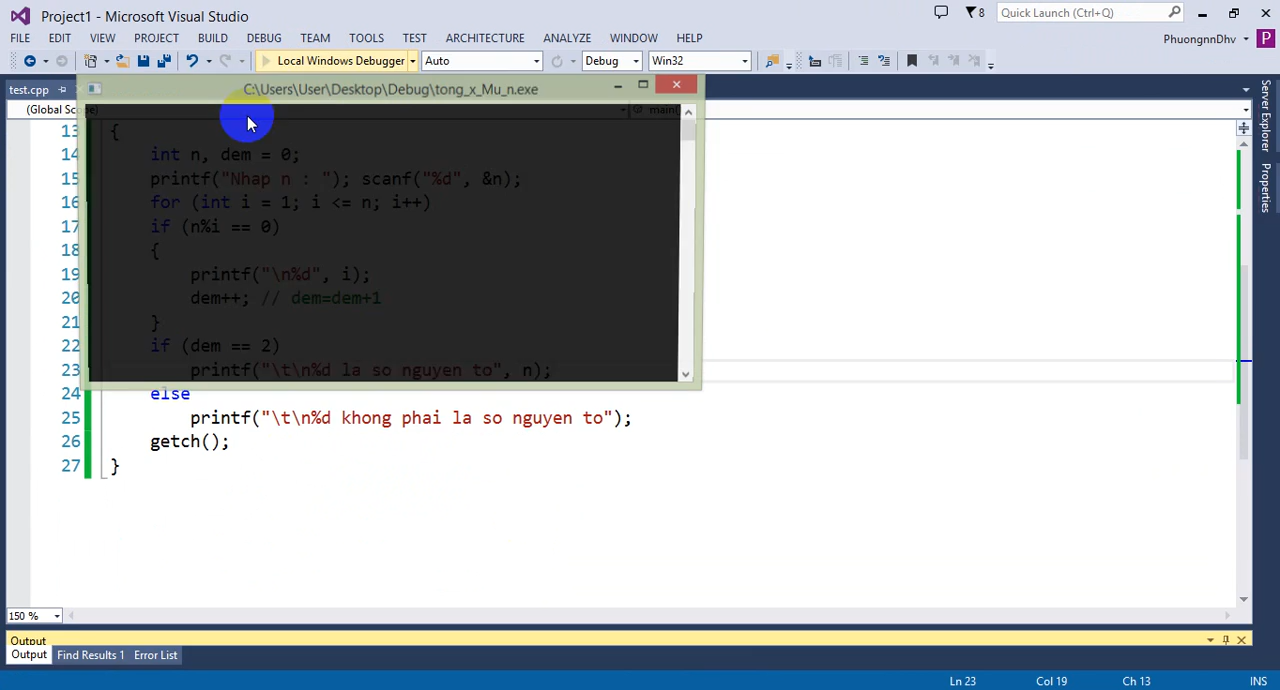 Project1 - Microsoft Visual Studio
8
Quick Launch (Ctrl+Q)
FILE EDIT VIEW PROJECT BUILD DEBUG TEAM TOOLS TEST ARCHITECTURE ANALYZE WINDOW HELP
PhuongnnDhv P
Local Windows Debugger Auto Debug Win32
test.cpp
C:\Users\User\Desktop\Debug\tong_x_Mu_n.exe
(Global Scope) main()
13 {
14 int n, dem = 0;
15 printf("Nhap n : "); scanf("%d", &n);
16 for (int i = 1; i <= n; i++)
17 if (n%i == 0)
18 {
19 printf("\n%d", i);
20 dem++; // dem=dem+1
21 }
22 if (dem == 2)
23 printf("\t\n%d la so nguyen to", n);
24 else
25 printf("\t\n%d khong phai la so nguyen to");
26 getch();
27 }
150 %
Output
Output Find Results 1 Error List
Ln 23 Col 19 Ch 13 INS
Server Explorer
Properties